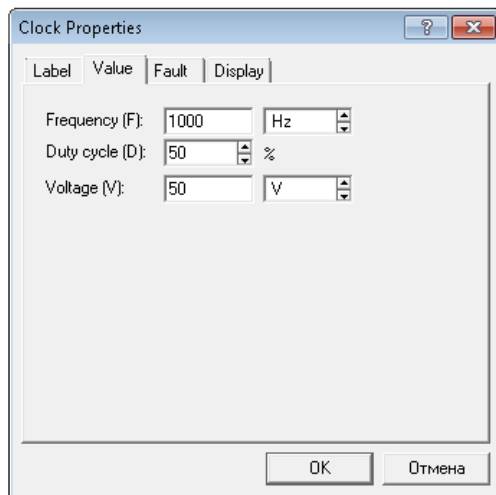 Clock Properties
Label Value Fault Display
Frequency (F): 1000 Hz
Duty cycle (D): 50 %
Voltage (V): 50 V
OK Отмена